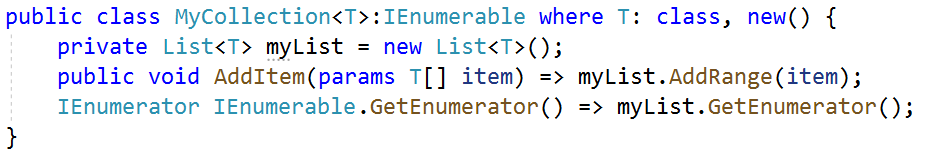 public class MyCollection<T>:IEnumerable where T: class, new() {
private List<T> myList = new List<T>();
public void AddItem(params T[] item) => myList.AddRange(item);
IEnumerator IEnumerable.GetEnumerator() => myList.GetEnumerator();
}